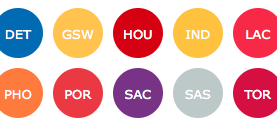 DET GSW HOU IND LAC
PHO POR SAC SAS TOR